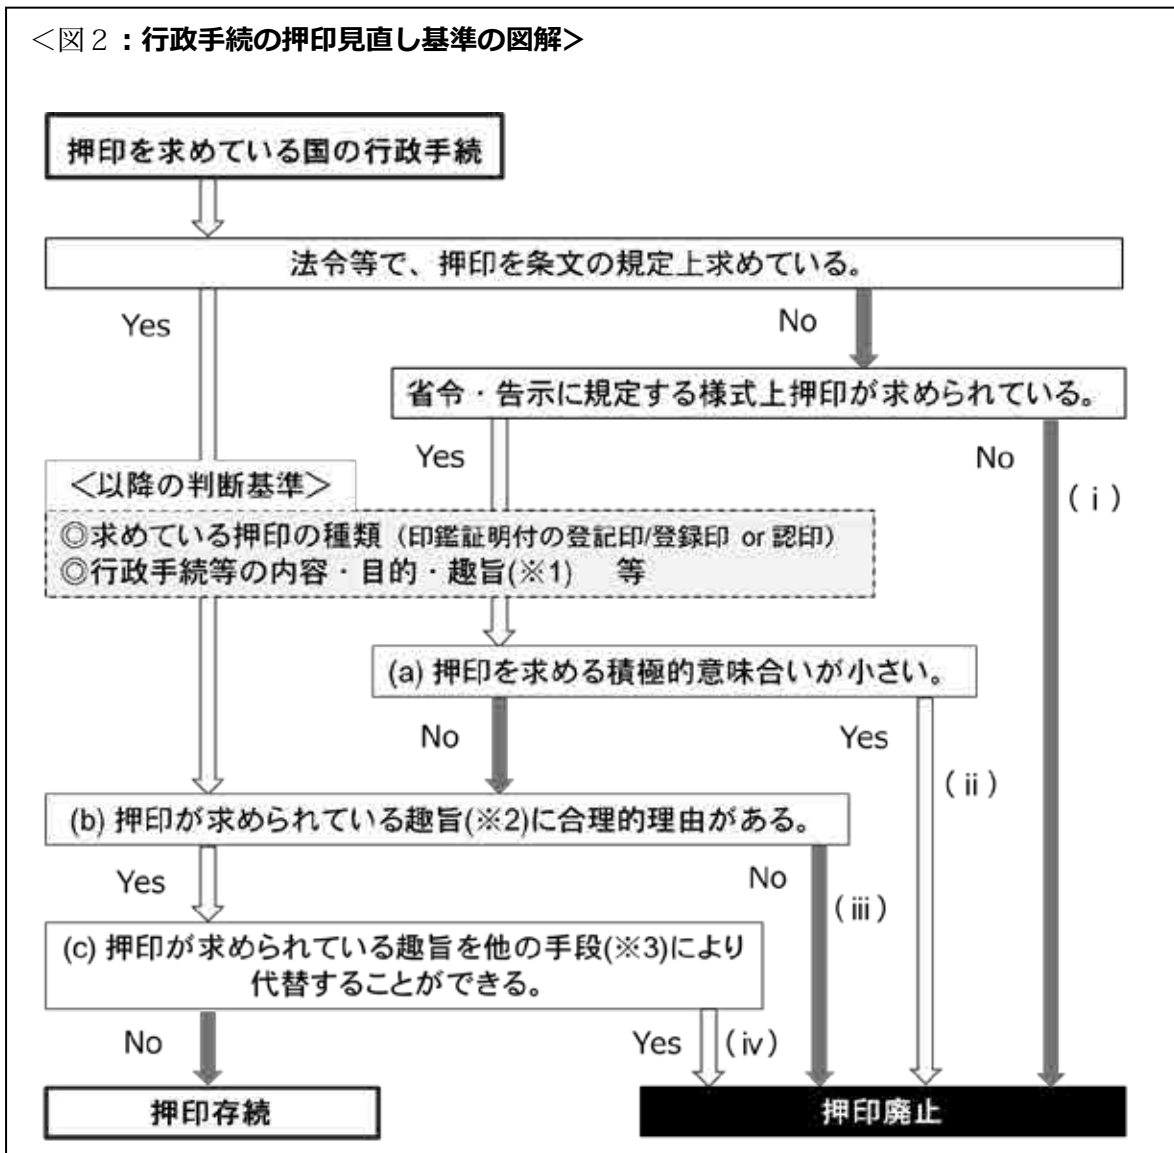 ＜図２：行政手続の押印見直し基準の図解＞
押印を求めている国の行政手続
法令等で、押印を条文の規定上求めている。
Yes
No
省令・告示に規定する様式上押印が求められている。
Yes
No
(ⅰ)
＜以降の判断基準＞
◎求めている押印の種類（印鑑証明付の登記印/登録印 or 認印）
◎行政手続等の内容・目的・趣旨(※1)　等
(a) 押印を求める積極的意味合いが小さい。
No
Yes
(ⅱ)
(b) 押印が求められている趣旨(※2)に合理的理由がある。
Yes
No
(ⅲ)
(c) 押印が求められている趣旨を他の手段(※3)により
代替することができる。
No
Yes
(ⅳ)
押印存続
押印廃止